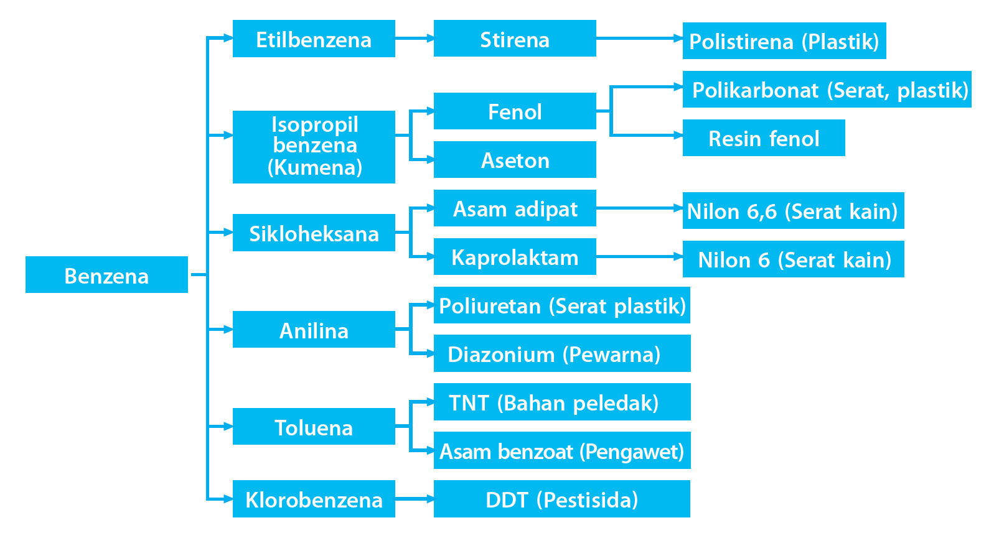 Benzena
Etilbenzena
Stirena
Polistirena (Plastik)
Isopropil
benzena
(Kumena)
Fenol
Polikarbonat (Serat, plastik)
Resin fenol
Aseton
Sikloheksana
Asam adipat
Nilon 6,6 (Serat kain)
Kaprolaktam
Nilon 6 (Serat kain)
Anilina
Poliuretan (Serat plastik)
Diazonium (Pewarna)
Toluena
TNT (Bahan peledak)
Asam benzoat (Pengawet)
Klorobenzena
DDT (Pestisida)